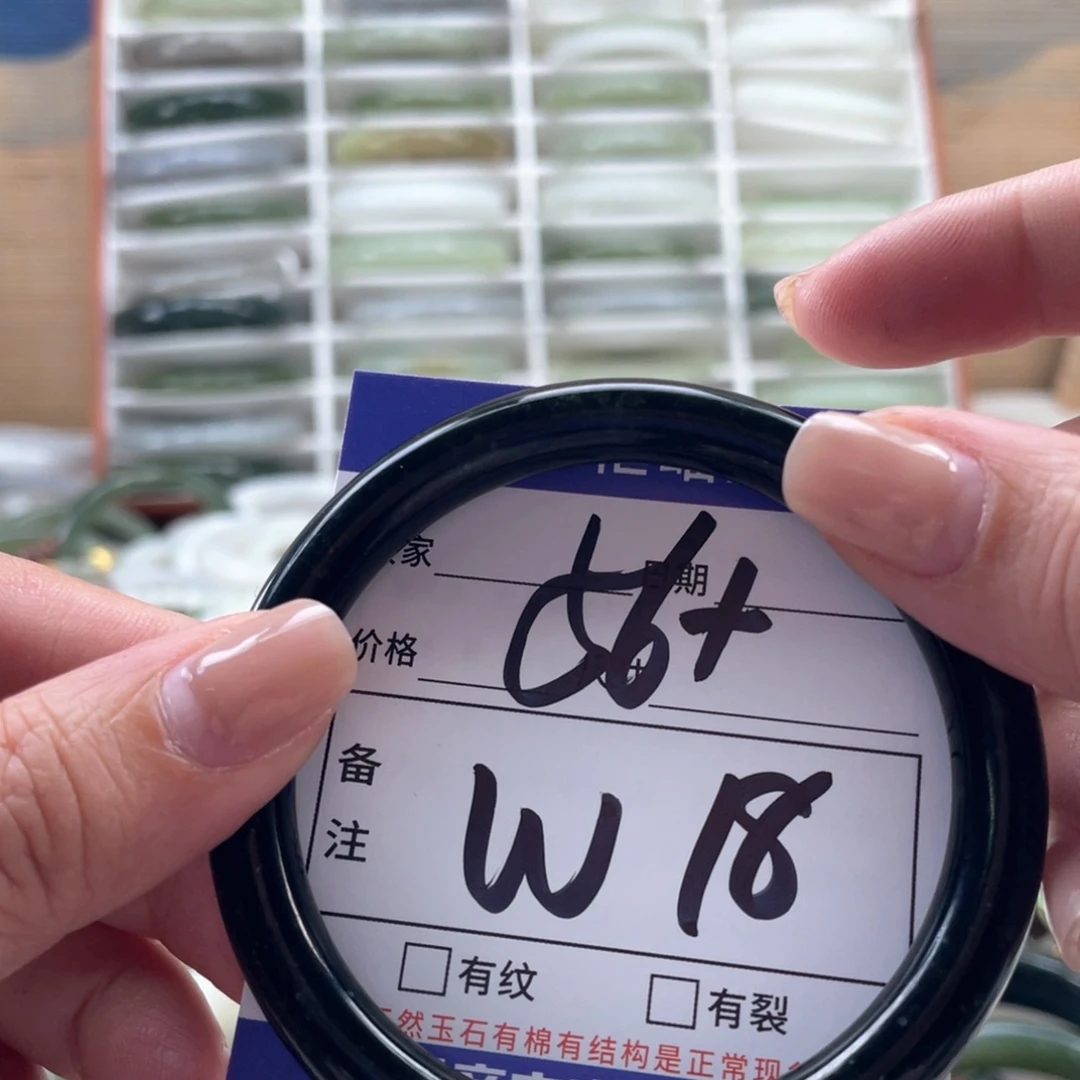 家 日期
56+
价格
备注
W 18
有纹 有裂
然玉石有棉有结构是正常现